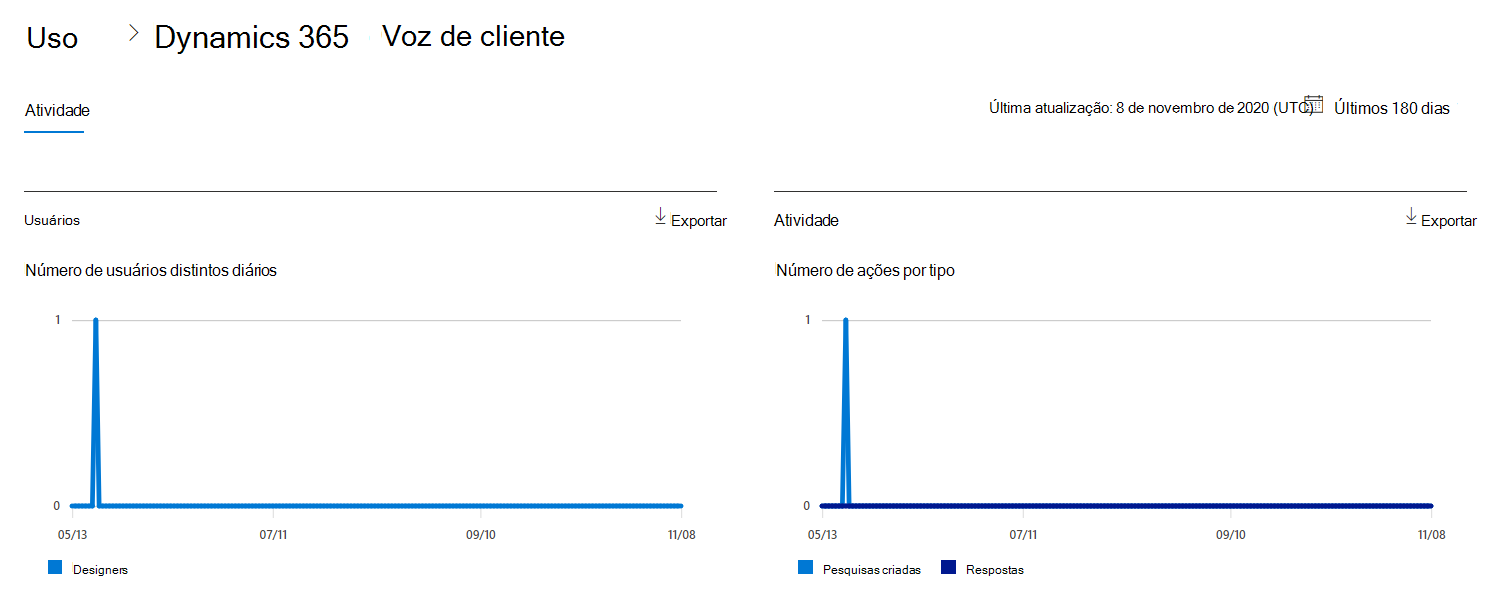 Uso > Dynamics 365 Voz de cliente
Atividade
Última atualização: 8 de novembro de 2020 (UTC)
Últimos 180 dias
Usuários
Exportar
Número de usuários distintos diários
1
0
05/13 07/11 09/10 11/08
Designers
Atividade
Exportar
Número de ações por tipo
1
0
05/13 07/11 09/10 11/08
Pesquisas criadas Respostas